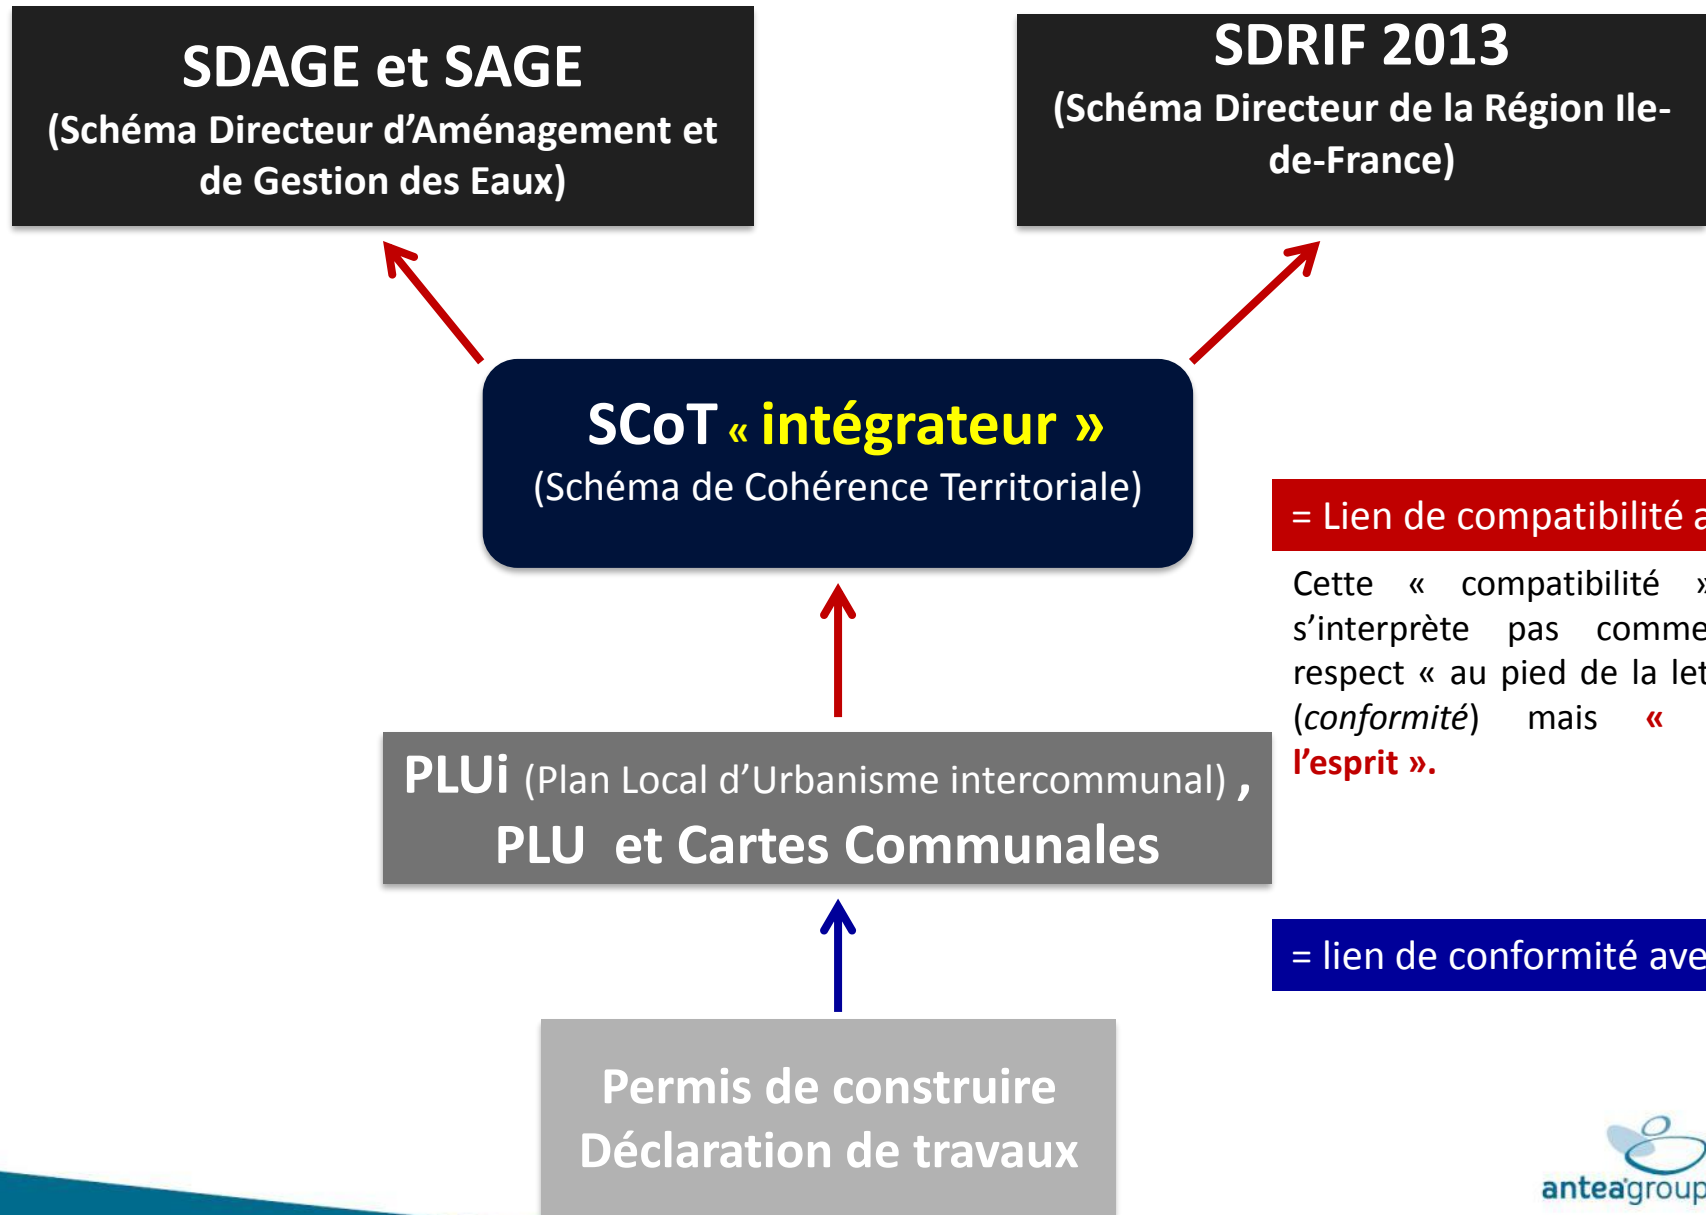 SDAGE et SAGE
(Schéma Directeur d’Aménagement et
de Gestion des Eaux)
SDRIF 2013
(Schéma Directeur de la Région Ile-
de-France)
SCoT « intégrateur »
(Schéma de Cohérence Territoriale)
= Lien de compatibilité a
Cette « compatibilité »
s’interprète pas comme
respect « au pied de la let
(conformité) mais «
l’esprit ».
PLUi (Plan Local d’Urbanisme intercommunal) ,
PLU et Cartes Communales
= lien de conformité ave
Permis de construire
Déclaration de travaux
anteagroup